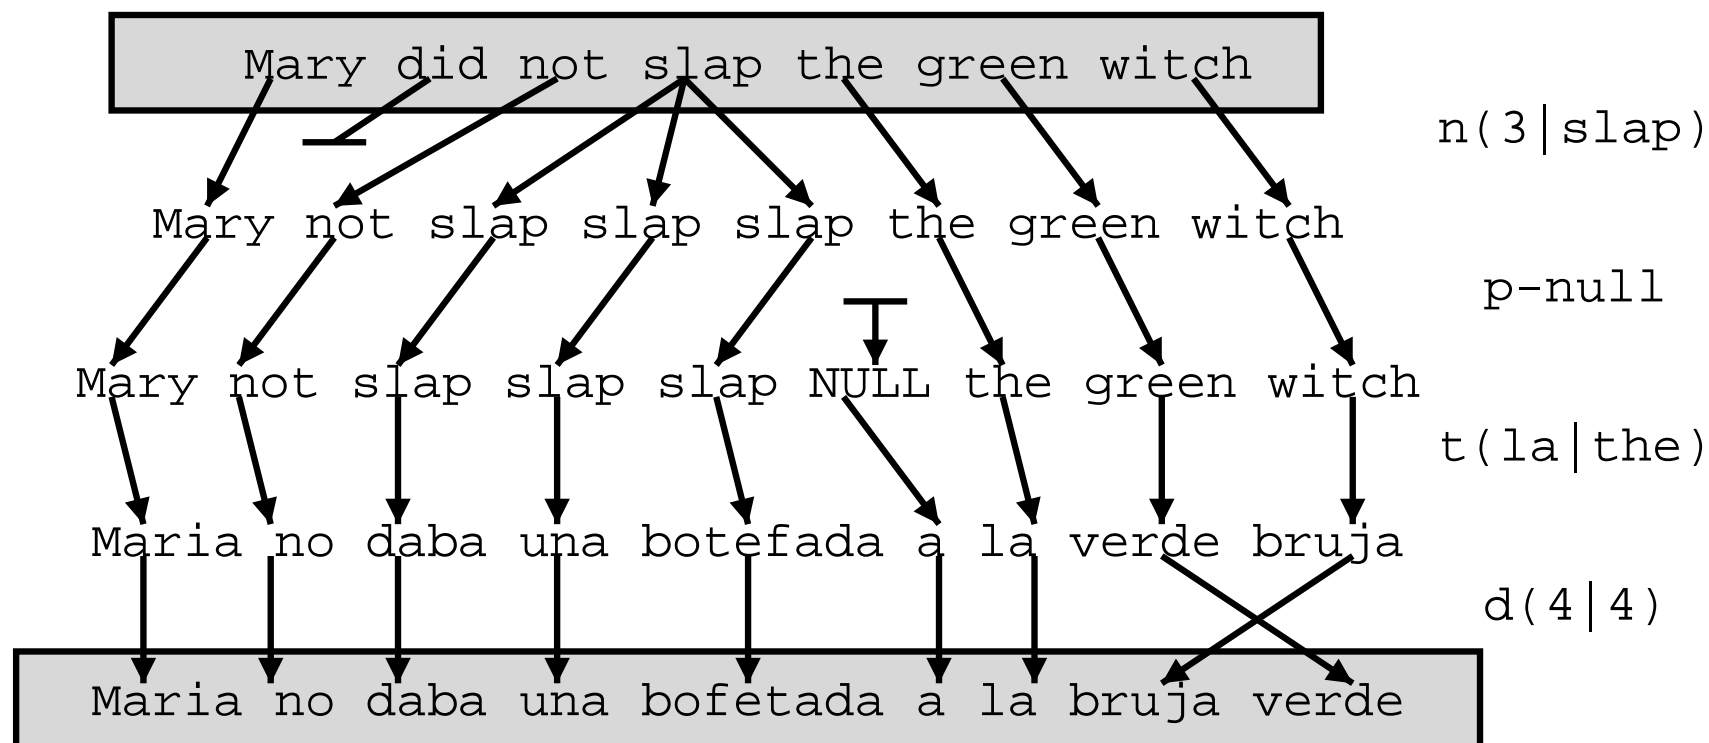 Mary did not slap the green witch
n(3|slap)
Mary not slap slap slap the green witch
p-null
Mary not slap slap slap NULL the green witch
t(la|the)
Maria no daba una botefada a la verde bruja
d(4|4)
Maria no daba una bofetada a la bruja verde